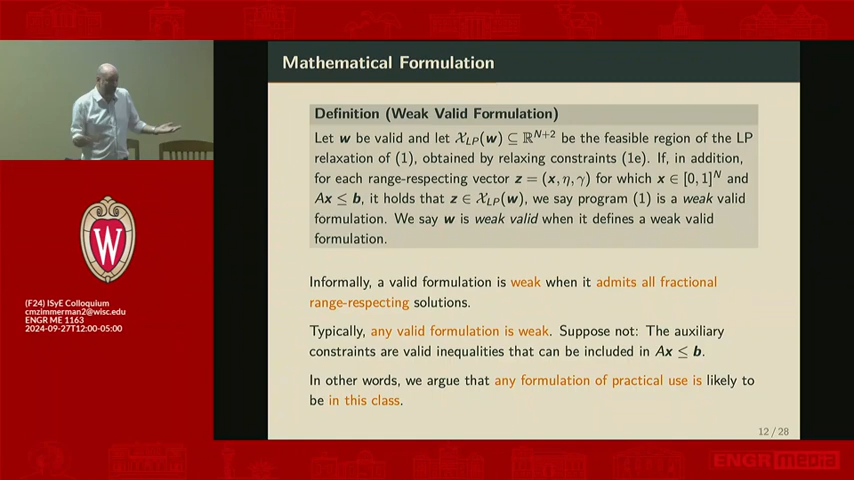 Mathematical Formulation
Definition (Weak Valid Formulation)
Let w be valid and let 𝒳_LP(w) ⊆ ℝ^{N+2} be the feasible region of the LP
relaxation of (1), obtained by relaxing constraints (1e). If, in addition,
for each range-respecting vector z = (x, η, γ) for which x ∈ [0, 1]^N and
Ax ≤ b, it holds that z ∈ 𝒳_LP(w), we say program (1) is a weak valid
formulation. We say w is weak valid when it defines a weak valid
formulation.
Informally, a valid formulation is weak when it admits all fractional
range-respecting solutions.
Typically, any valid formulation is weak. Suppose not: The auxiliary
constraints are valid inequalities that can be included in Ax ≤ b.
In other words, we argue that any formulation of practical use is likely to
be in this class.
12 / 28
W
(F24) ISyE Colloquium
cmzimmerman2@wisc.edu
ENGR ME 1163
2024-09-27T12:00-05:00
ENGR media